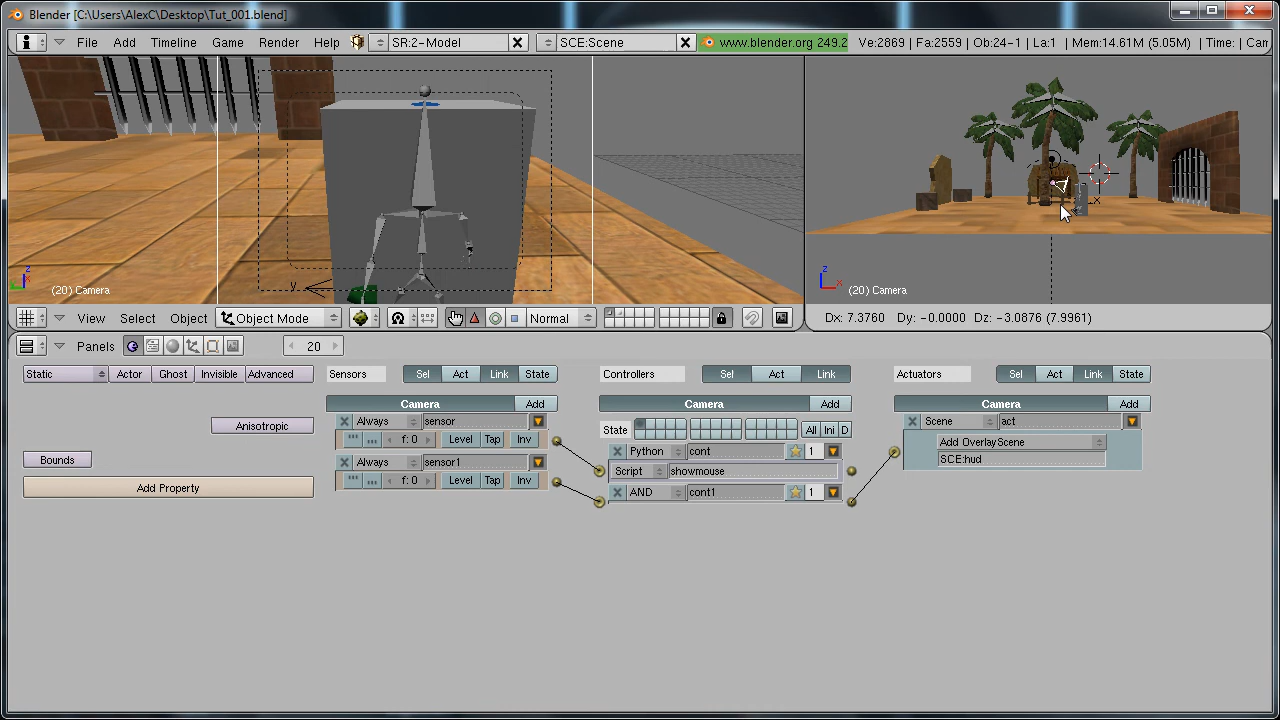 Blender [C:\Users\AlexC\Desktop\Tut_001.blend]
File Add Timeline Game Render Help SR:2-Model SCE:Scene www.blender.org 249.2 Ve:2869 | Fa:2559 | Ob:24-1 | La:1 | Mem:14.61M (5.05M) | Time: | Can
z
x
y
(20) Camera
z
x
x
(20) Camera
View Select Object Object Mode Normal
Dx: 7.3760 Dy: -0.0000 Dz: -3.0876 (7.9961)
Panels 20
Static Actor Ghost Invisible Advanced Sensors Sel Act Link State Controllers Sel Act Link Actuators Sel Act Link State
Camera Add Camera Add Camera Add
Always sensor State All Ini D Scene act
Anisotropic f: 0 Level Tap Inv Add OverlayScene
Bounds Always sensor1 Python cont 1 SCE:hud
f: 0 Level Tap Inv Script showmouse
Add Property AND cont1 1